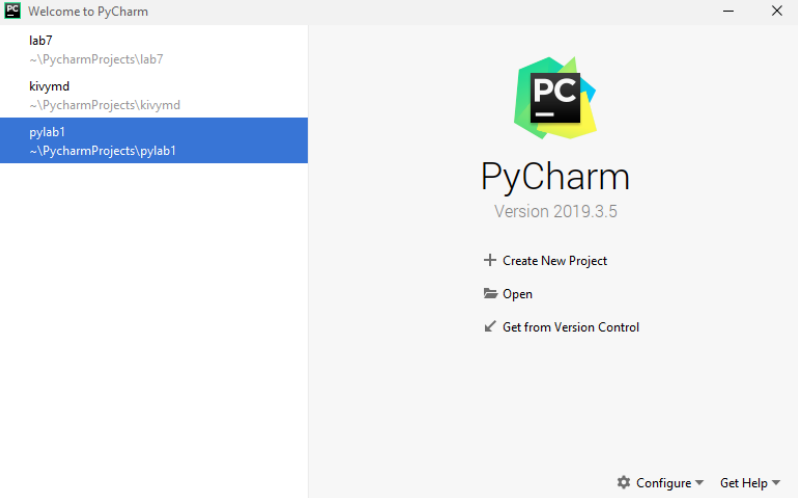 PC Welcome to PyCharm
lab7
~\PycharmProjects\lab7
kivymd
~\PycharmProjects\kivymd
pylab1
~\PycharmProjects\pylab1
PC
PyCharm
Version 2019.3.5
Create New Project
Open
Get from Version Control
Configure
Get Help